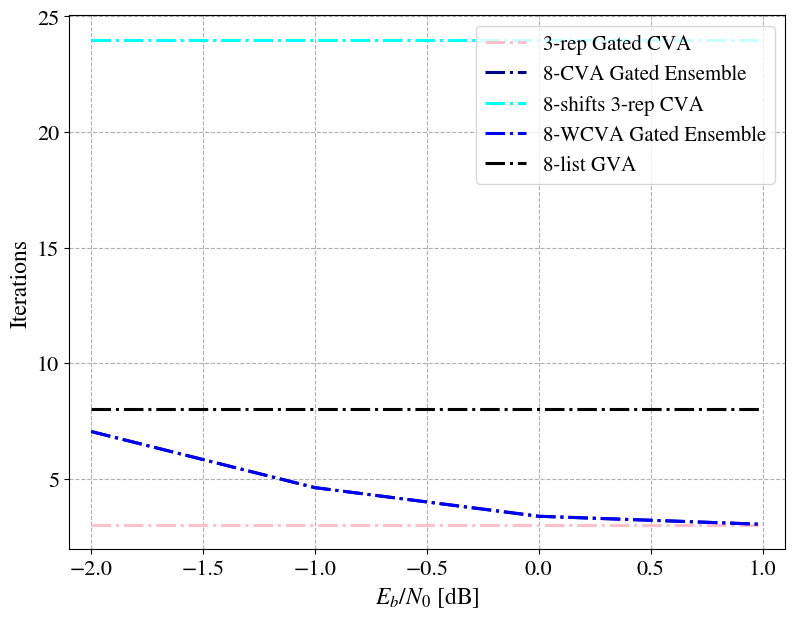 25
20
15
10
5
Iterations
3-rep Gated CVA
8-CVA Gated Ensemble
8-shifts 3-rep CVA
8-WCVA Gated Ensemble
8-list GVA
−2.0 −1.5 −1.0 −0.5 0.0 0.5 1.0
E_b/N_0 [dB]